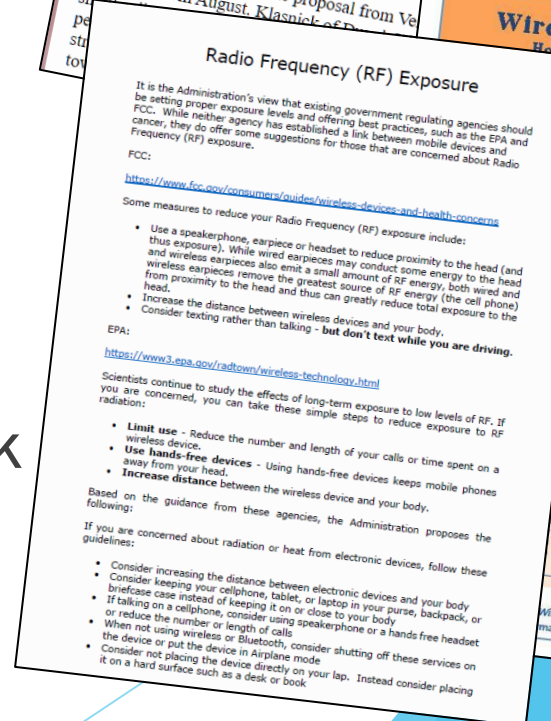 proposal from Ve
in August. Klasnick of
pe
str
tov
Wire
Radio Frequency (RF) Exposure
It is the Administration's view that existing government regulating agencies should
be setting proper exposure levels and offering best practices, such as the EPA and
FCC. While neither agency has established a link between mobile devices and
cancer, they do offer some suggestions for those that are concerned about Radio
Frequency (RF) exposure.
FCC:
https://www.fcc.gov/consumers/guides/wireless-devices-and-health-concerns
Some measures to reduce your Radio Frequency (RF) exposure include:
• Use a speakerphone, earpiece or headset to reduce proximity to the head (and
thus exposure). While wired earpieces may conduct some energy to the head
and wireless earpieces also emit a small amount of RF energy, both wired and
wireless earpieces remove the greatest source of RF energy (the cell phone)
from proximity to the head and thus can greatly reduce total exposure to the
head.
• Increase the distance between wireless devices and your body.
• Consider texting rather than talking - but don't text while you are driving.
EPA:
https://www3.epa.gov/radtown/wireless-technology.html
Scientists continue to study the effects of long-term exposure to low levels of RF. If
you are concerned, you can take these simple steps to reduce exposure to RF
radiation:
• Limit use - Reduce the number and length of your calls or time spent on a
wireless device.
• Use hands-free devices - Using hands-free devices keeps mobile phones
away from your head.
• Increase distance between the wireless device and your body.
Based on the guidance from these agencies, the Administration proposes the
following:
If you are concerned about radiation or heat from electronic devices, follow these
guidelines:
• Consider increasing the distance between electronic devices and your body
• Consider keeping your cellphone, tablet, or laptop in your purse, backpack, or
briefcase case instead of keeping it on or close to your body
• If talking on a cellphone, consider using speakerphone or a hands free headset
or reduce the number or length of calls
• When not using wireless or Bluetooth, consider shutting off these services on
the device or put the device in Airplane mode
• Consider not placing the device directly on your lap. Instead consider placing
it on a hard surface such as a desk or book
k
Wi
ma